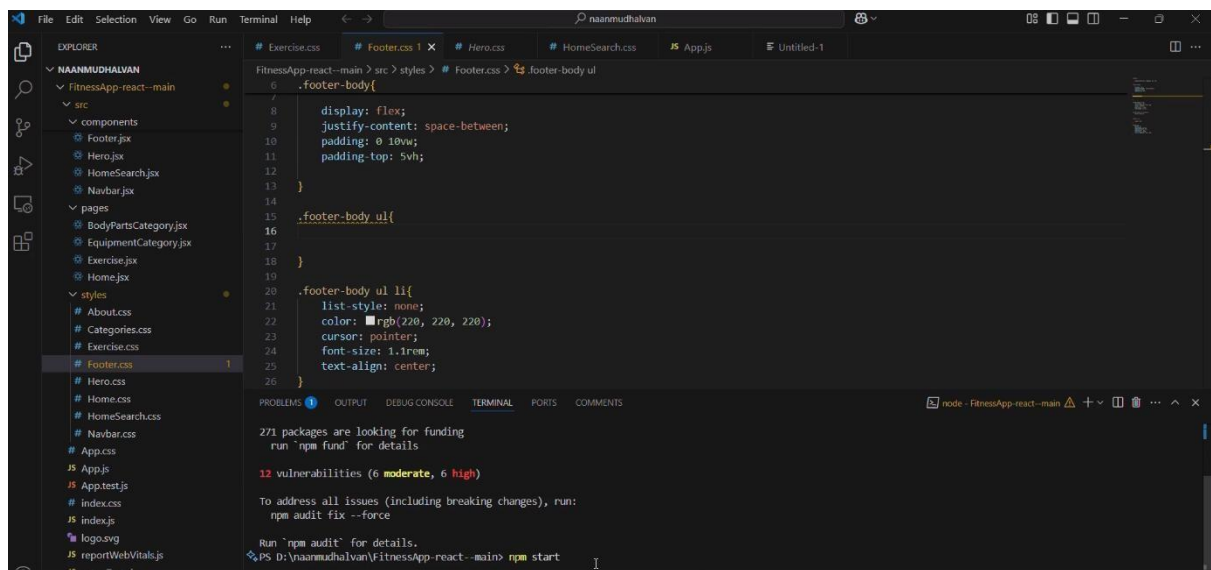 File Edit Selection View Go Run Terminal Help
naanmudhalvan
EXPLORER
NAANMUDHALVAN
FitnessApp-react--main
src
components
Footer.jsx
Hero.jsx
HomeSearch.jsx
Navbar.jsx
pages
BodyPartsCategory.jsx
EquipmentCategory.jsx
Exercise.jsx
Home.jsx
styles
# About.css
# Categories.css
# Exercise.css
# Footer.css 1
# Hero.css
# Home.css
# HomeSearch.css
# Navbar.css
# App.css
JS App.js
JS App.test.js
# index.css
JS index.js
logo.svg
JS reportWebVitals.js
# Exercise.css # Footer.css 1 # Hero.css # HomeSearch.css JS App.js Untitled-1
FitnessApp-react--main > src > styles > # Footer.css > .footer-body ul
6 .footer-body{
7
8 display: flex;
9 justify-content: space-between;
10 padding: 0 10vw;
11 padding-top: 5vh;
12
13 }
14
15 .footer-body ul{
16
17
18 }
19
20 .footer-body ul li{
21 list-style: none;
22 color: rgb(220, 220, 220);
23 cursor: pointer;
24 font-size: 1.1rem;
25 text-align: center;
26 }
PROBLEMS 1 OUTPUT DEBUG CONSOLE TERMINAL PORTS COMMENTS
node - FitnessApp-react--main
271 packages are looking for funding
run `npm fund` for details
12 vulnerabilities (6 moderate, 6 high)
To address all issues (including breaking changes), run:
npm audit fix --force
Run `npm audit` for details.
PS D:\naanmudhalvan\FitnessApp-react--main> npm start